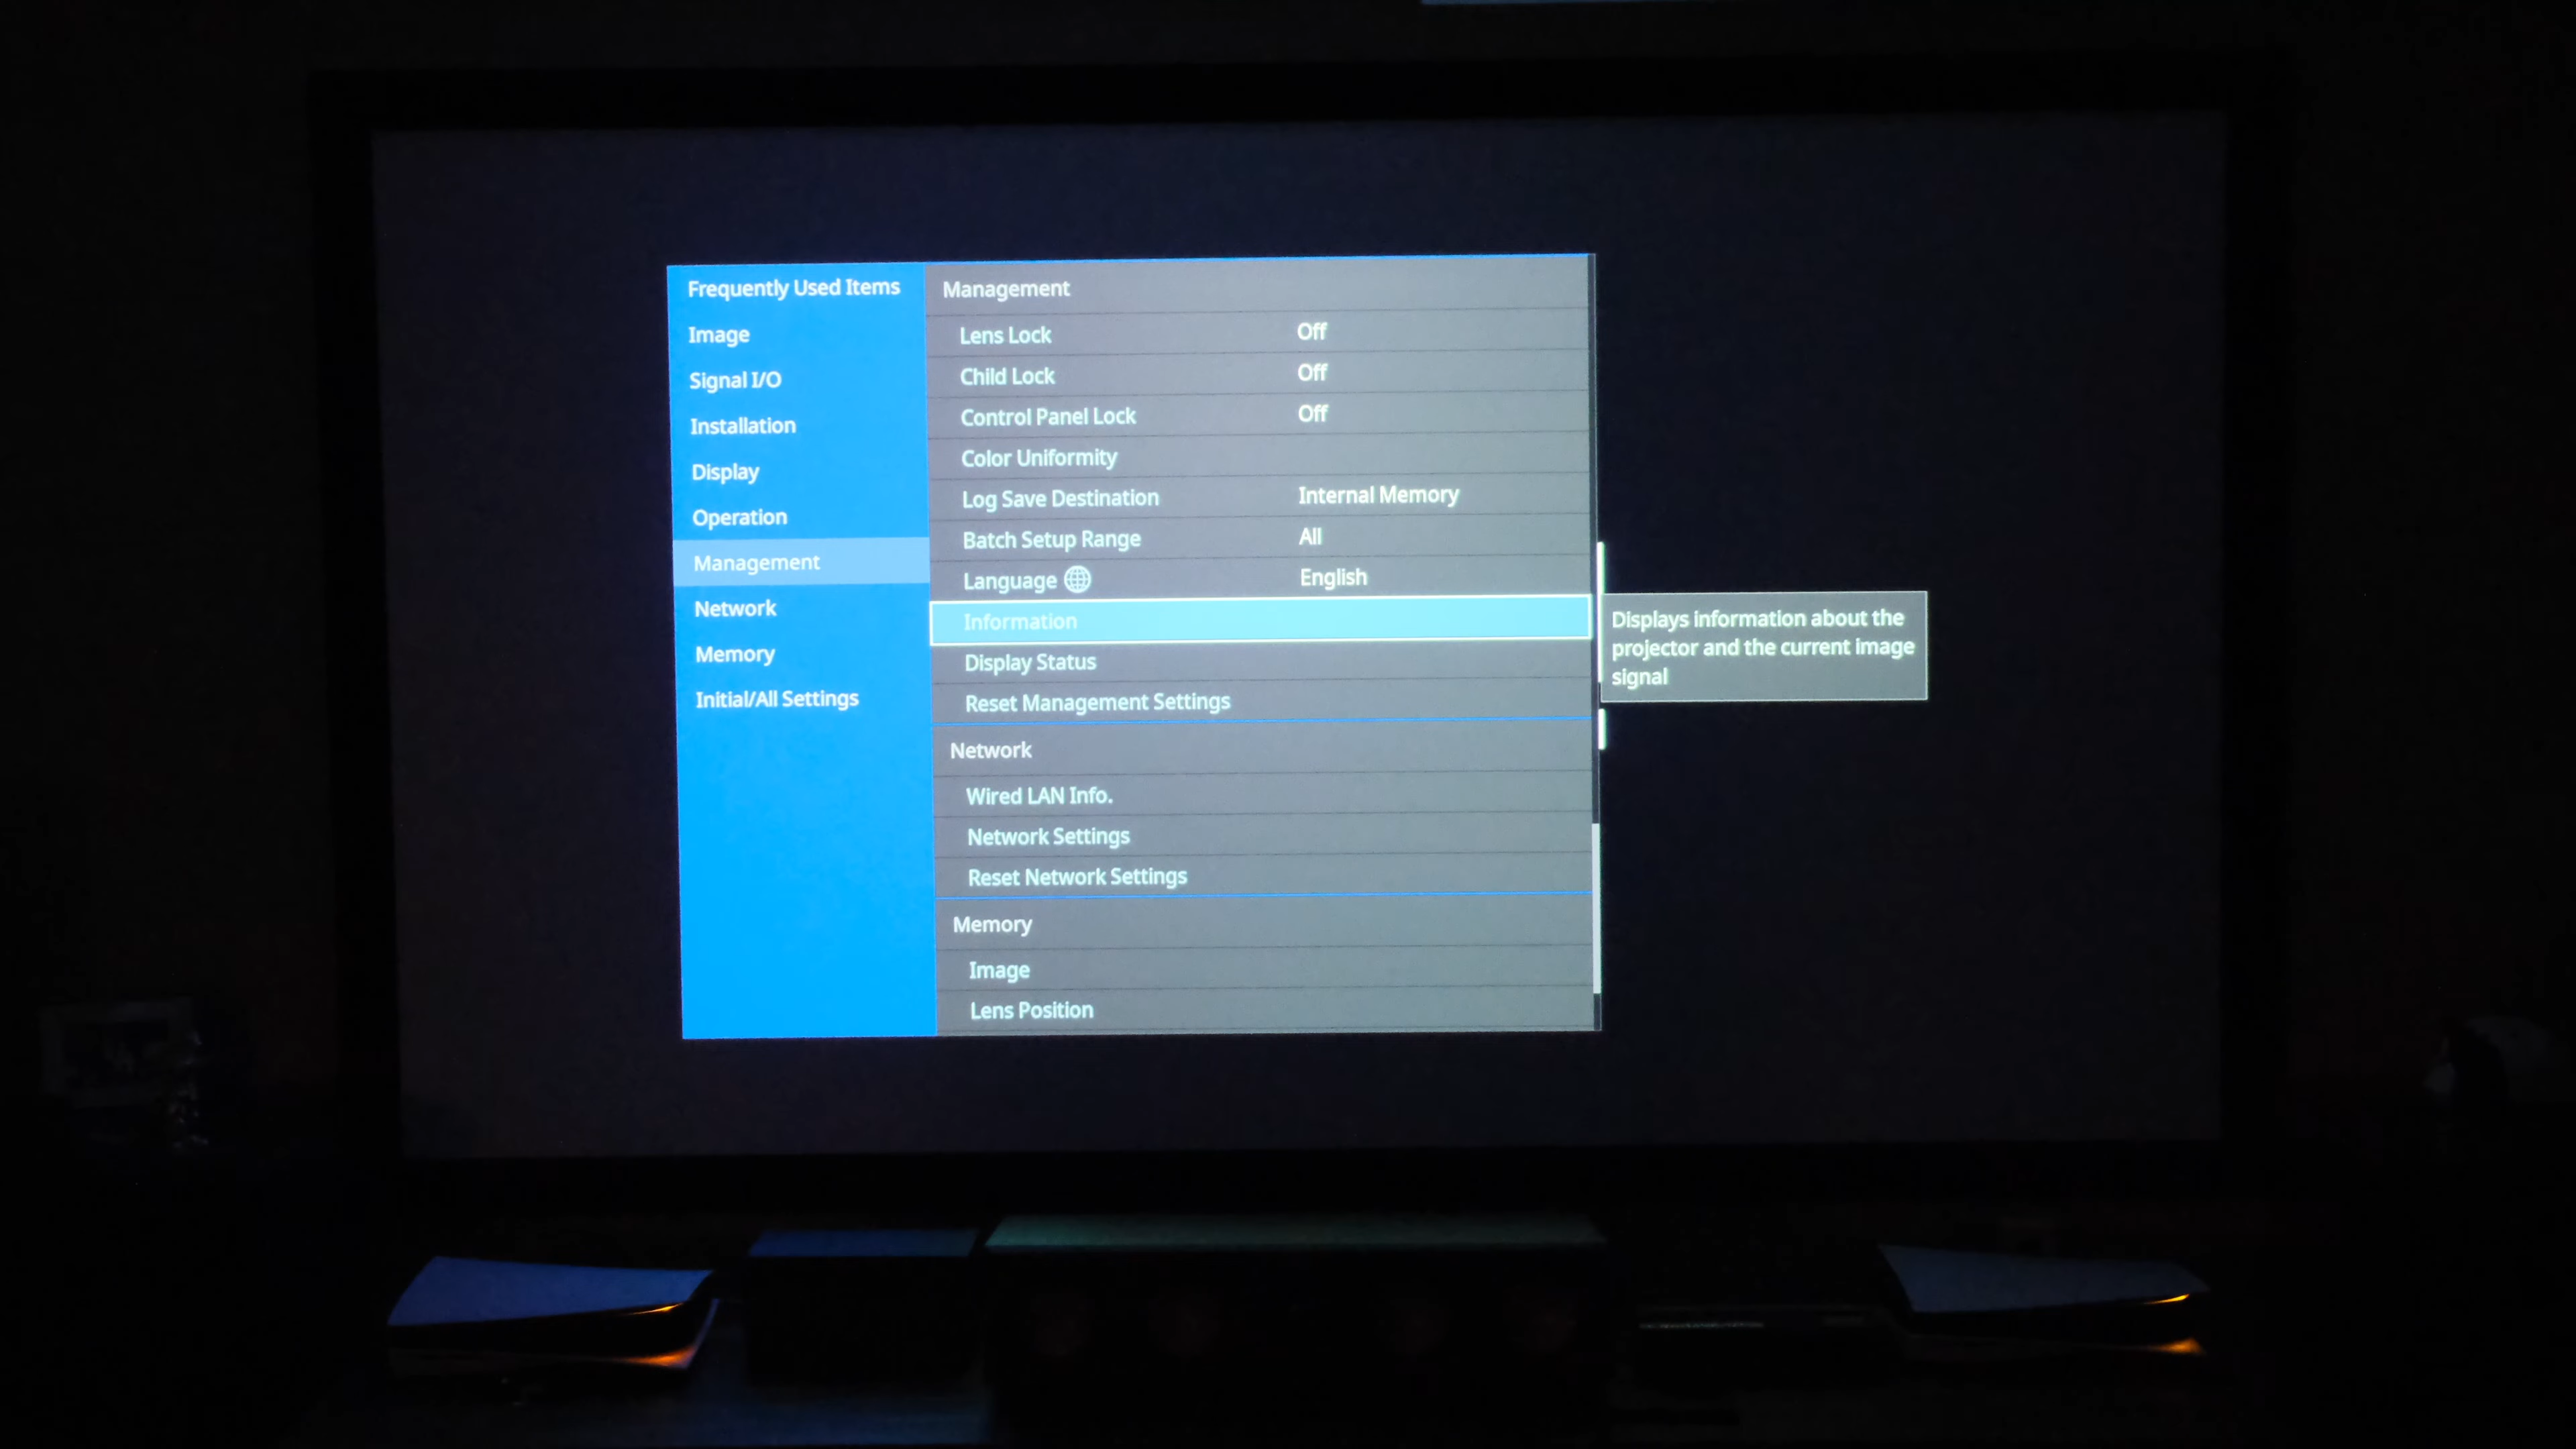 Frequently Used Items
Image
Signal I/O
Installation
Display
Operation
Management
Network
Memory
Initial/All Settings
Management
Lens Lock Off
Child Lock Off
Control Panel Lock Off
Color Uniformity
Log Save Destination Internal Memory
Batch Setup Range All
Language English
Information
Display Status
Reset Management Settings
Network
Wired LAN Info.
Network Settings
Reset Network Settings
Memory
Image
Lens Position
Displays information about the
projector and the current image
signal